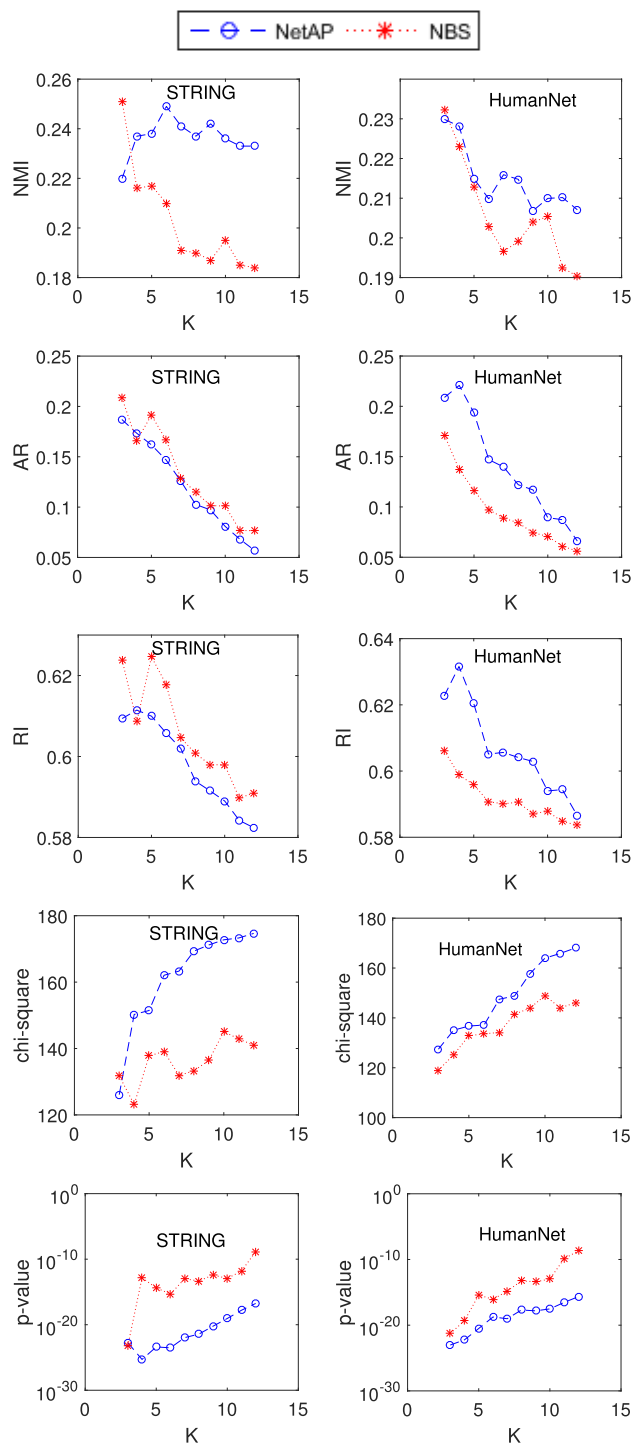 NetAP NBS
STRING
NMI
0.26
0.24
0.22
0.2
0.18
0 5 10 15
K
HumanNet
NMI
0.23
0.22
0.21
0.2
0.19
0 5 10 15
K
STRING
AR
0.25
0.2
0.15
0.1
0.05
0 5 10 15
K
HumanNet
AR
0.25
0.2
0.15
0.1
0.05
0 5 10 15
K
STRING
RI
0.62
0.6
0.58
0 5 10 15
K
HumanNet
RI
0.64
0.62
0.6
0.58
0 5 10 15
K
STRING
chi-square
180
160
140
120
0 5 10 15
K
HumanNet
chi-square
180
160
140
120
100
0 5 10 15
K
STRING
p-value
10^0
10^-10
10^-20
10^-30
0 5 10 15
K
HumanNet
p-value
10^0
10^-10
10^-20
10^-30
0 5 10 15
K